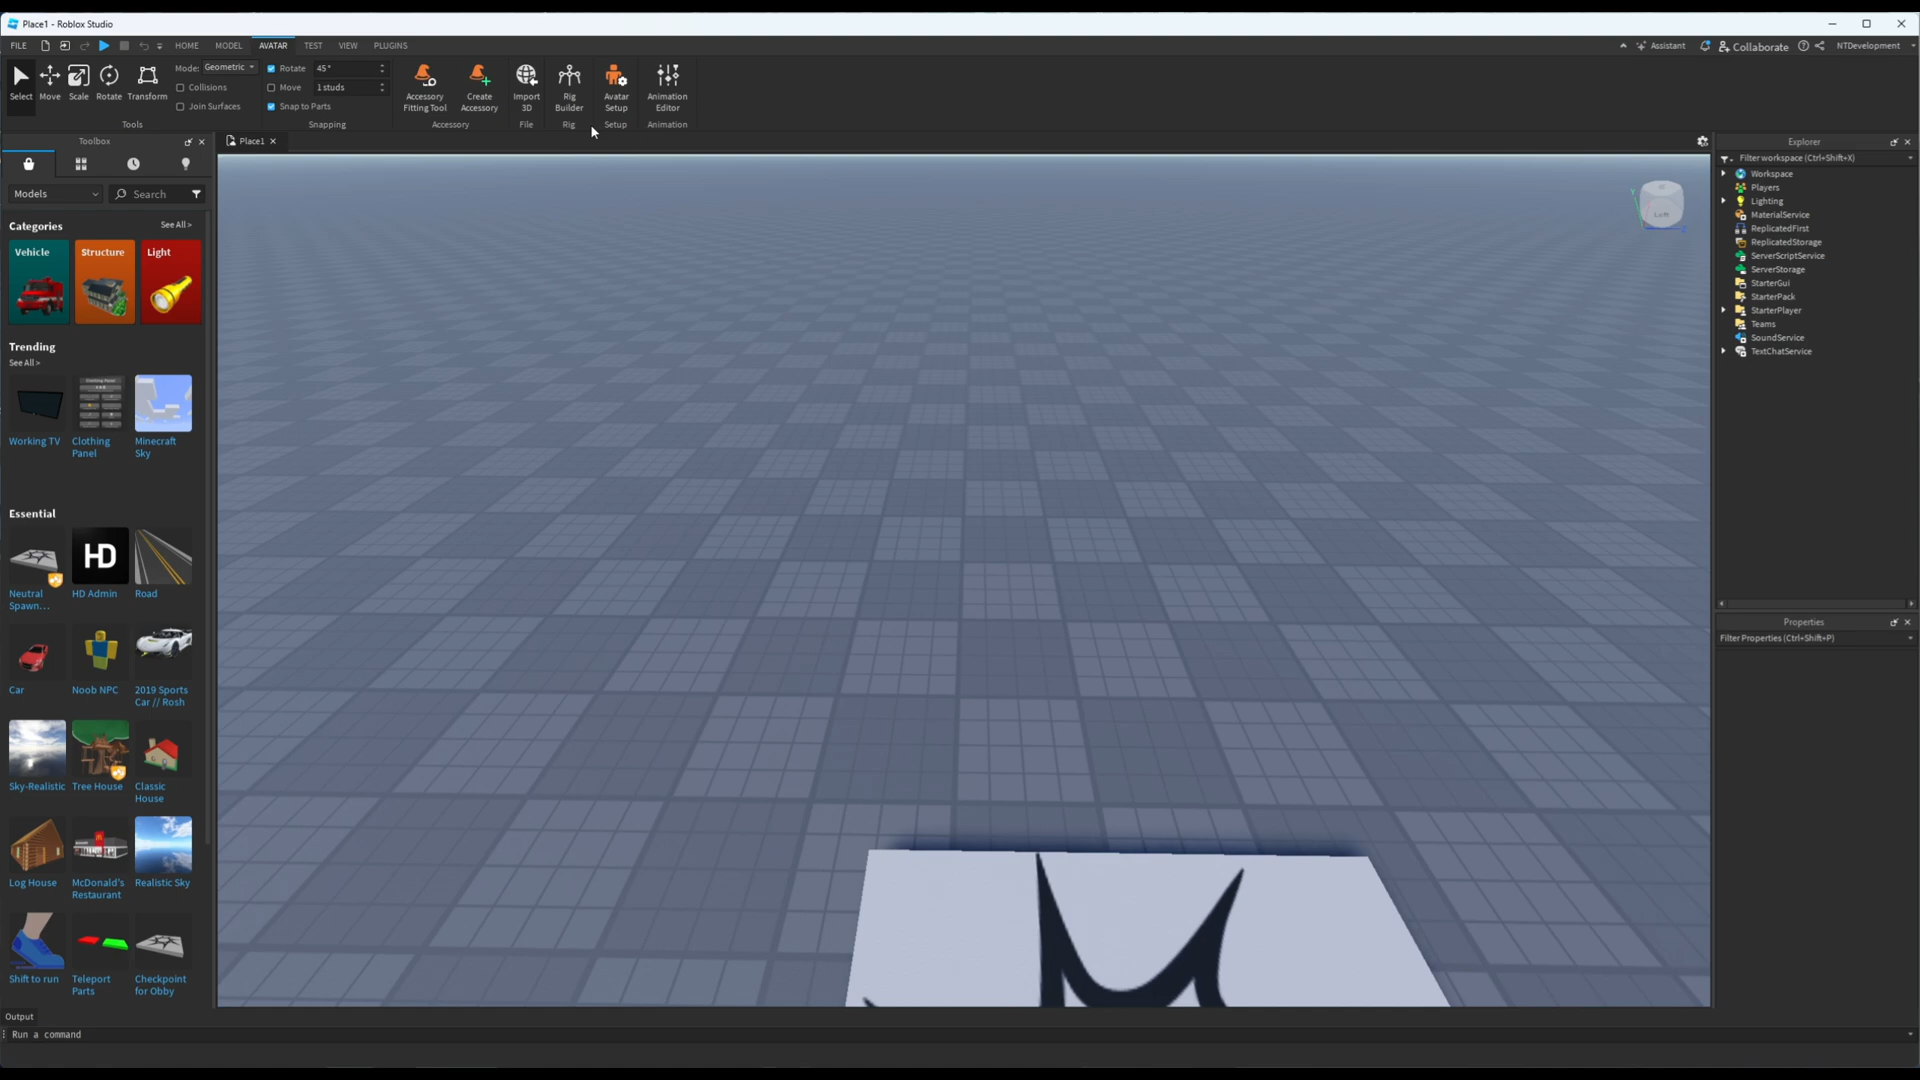 Place1 - Roblox Studio
FILE
HOME
MODEL
AVATAR
TEST
VIEW
PLUGINS
Assistant
Collaborate
NTDevelopment
Select
Move
Scale
Rotate
Transform
Mode:
Geometric
Collisions
Join Surfaces
Tools
Rotate
45°
Move
1 studs
Snap to Parts
Snapping
Accessory
Fitting Tool
Create
Accessory
Accessory
Import
3D
File
Rig
Builder
Rig
Avatar
Setup
Setup
Animation
Editor
Animation
Toolbox
Models
Search
Categories
See All >
Vehicle
Structure
Light
Trending
See All >
Working TV
Clothing
Panel
Minecraft
Sky
Essential
HD
Neutral
Spawn...
HD Admin
Road
Car
Noob NPC
2019 Sports
Car // Rosh
Sky-Realistic
Tree House
Classic
House
Log House
McDonald's
Restaurant
Realistic Sky
Shift to run
Teleport
Parts
Checkpoint
for Obby
Place1
Y
Left
Z
Explorer
Filter workspace (Ctrl+Shift+X)
Workspace
Players
Lighting
MaterialService
ReplicatedFirst
ReplicatedStorage
ServerScriptService
ServerStorage
StarterGui
StarterPack
StarterPlayer
Teams
SoundService
TextChatService
Properties
Filter Properties (Ctrl+Shift+P)
Output
Run a command